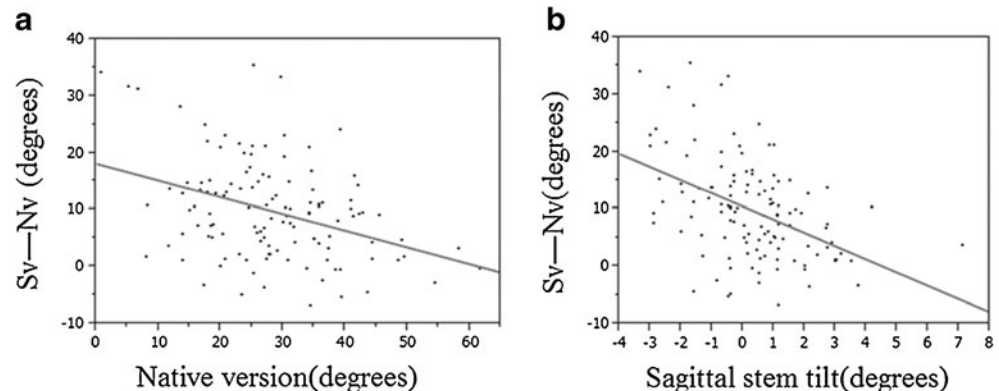 a
40
30
20
10
0
-10
Sv—Nv (degrees)
0 10 20 30 40 50 60
Native version(degrees)
b
40
30
20
10
0
-10
Sv—Nv(degrees)
-4 -3 -2 -1 0 1 2 3 4 5 6 7 8
Sagittal stem tilt(degrees)